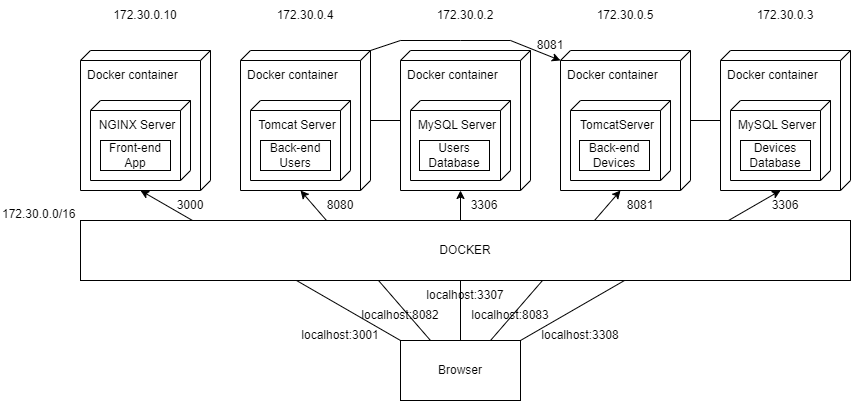 172.30.0.10
172.30.0.4
172.30.0.2
172.30.0.5
172.30.0.3
8081
Docker container
Docker container
Docker container
Docker container
Docker container
NGINX Server
Front-end
App
Tomcat Server
Back-end
Users
MySQL Server
Users
Database
TomcatServer
Back-end
Devices
MySQL Server
Devices
Database
172.30.0.0/16
3000
8080
3306
8081
3306
DOCKER
localhost:3307
localhost:8082
localhost:8083
localhost:3001
localhost:3308
Browser